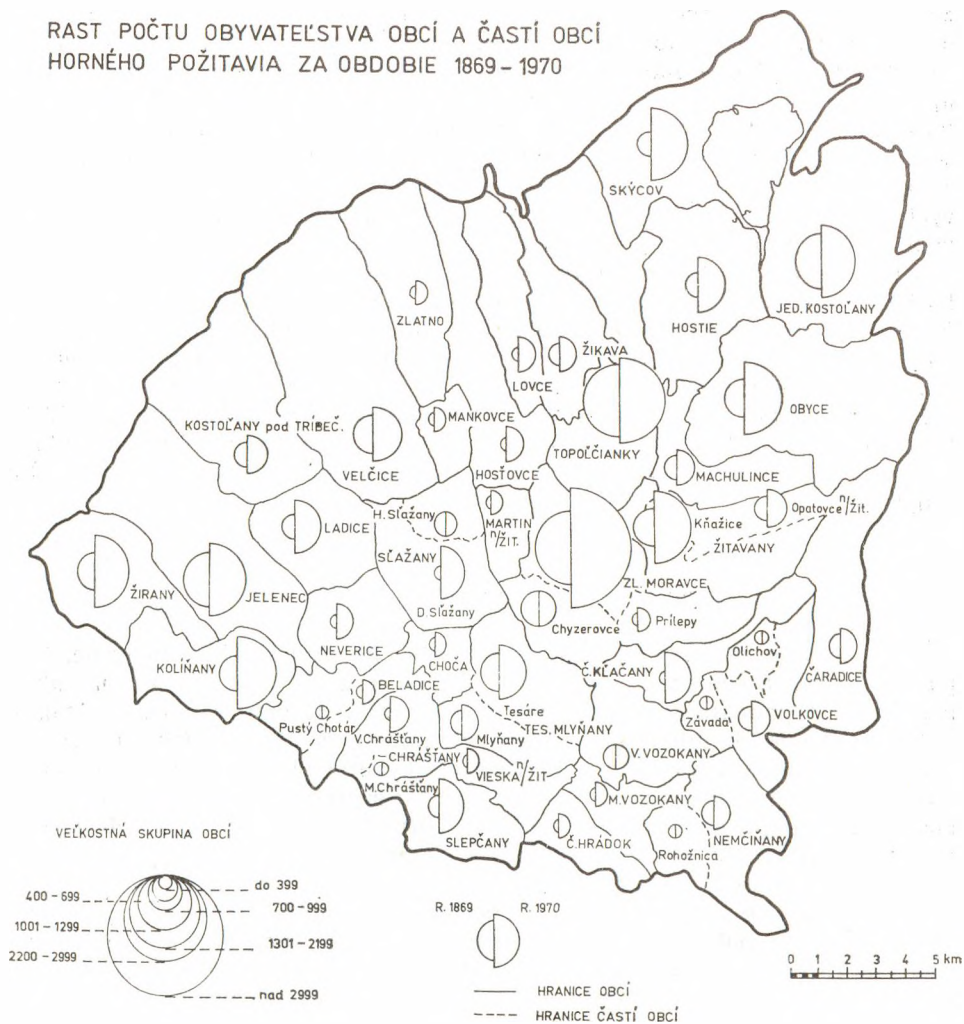 RAST POČTU OBYVATEĽSTVA OBCÍ A ČASTÍ OBCÍ
HORNÉHO POŽITAVIA ZA OBDOBIE 1869–1970
SKÝCOV
JED. KOSTOĽANY
HOSTIE
ZLATNO
ŽIKAVA
LOVCE
OBYCE
MANKOVCE
KOSTOĽANY pod TRÍBEČ.
VELČICE
HOSŤOVCE
TOPOĽČIANKY
MACHULINCE
H. Sľažany
MARTIN
n/ŽIT.
Kňažice
Opatovce n/Žit.
ŽITAVANY
LADICE
SĽAŽANY
ZL. MORAVCE
ŽIRANY
JELENEC
D. Sľažany
Chyzerovce
Prílepy
NEVERICE
CHOČA
Olichov
KOLÍŇANY
Č. KĽAČANY
ČARADICE
BELADICE
Tesáre
Závada
VOLKOVCE
Pustý Chotár
V. Chrášťany
Mlyňany
TES. MLYŇANY
CHRÁŠŤANY
V. VOZOKANY
M. Chrášťany
VIESKA n/ŽIT
M. VOZOKANY
SLEPČANY
Č. HRÁDOK
Rohožnica
NEMČIŇANY
VEĽKOSTNÁ SKUPINA OBCÍ
do 399
400–699
700–999
1001–1299
1301–2199
2200–2999
nad 2999
R. 1869 R. 1970
HRANICE OBCÍ
HRANICE ČASTÍ OBCÍ
0 1 2 3 4 5 km